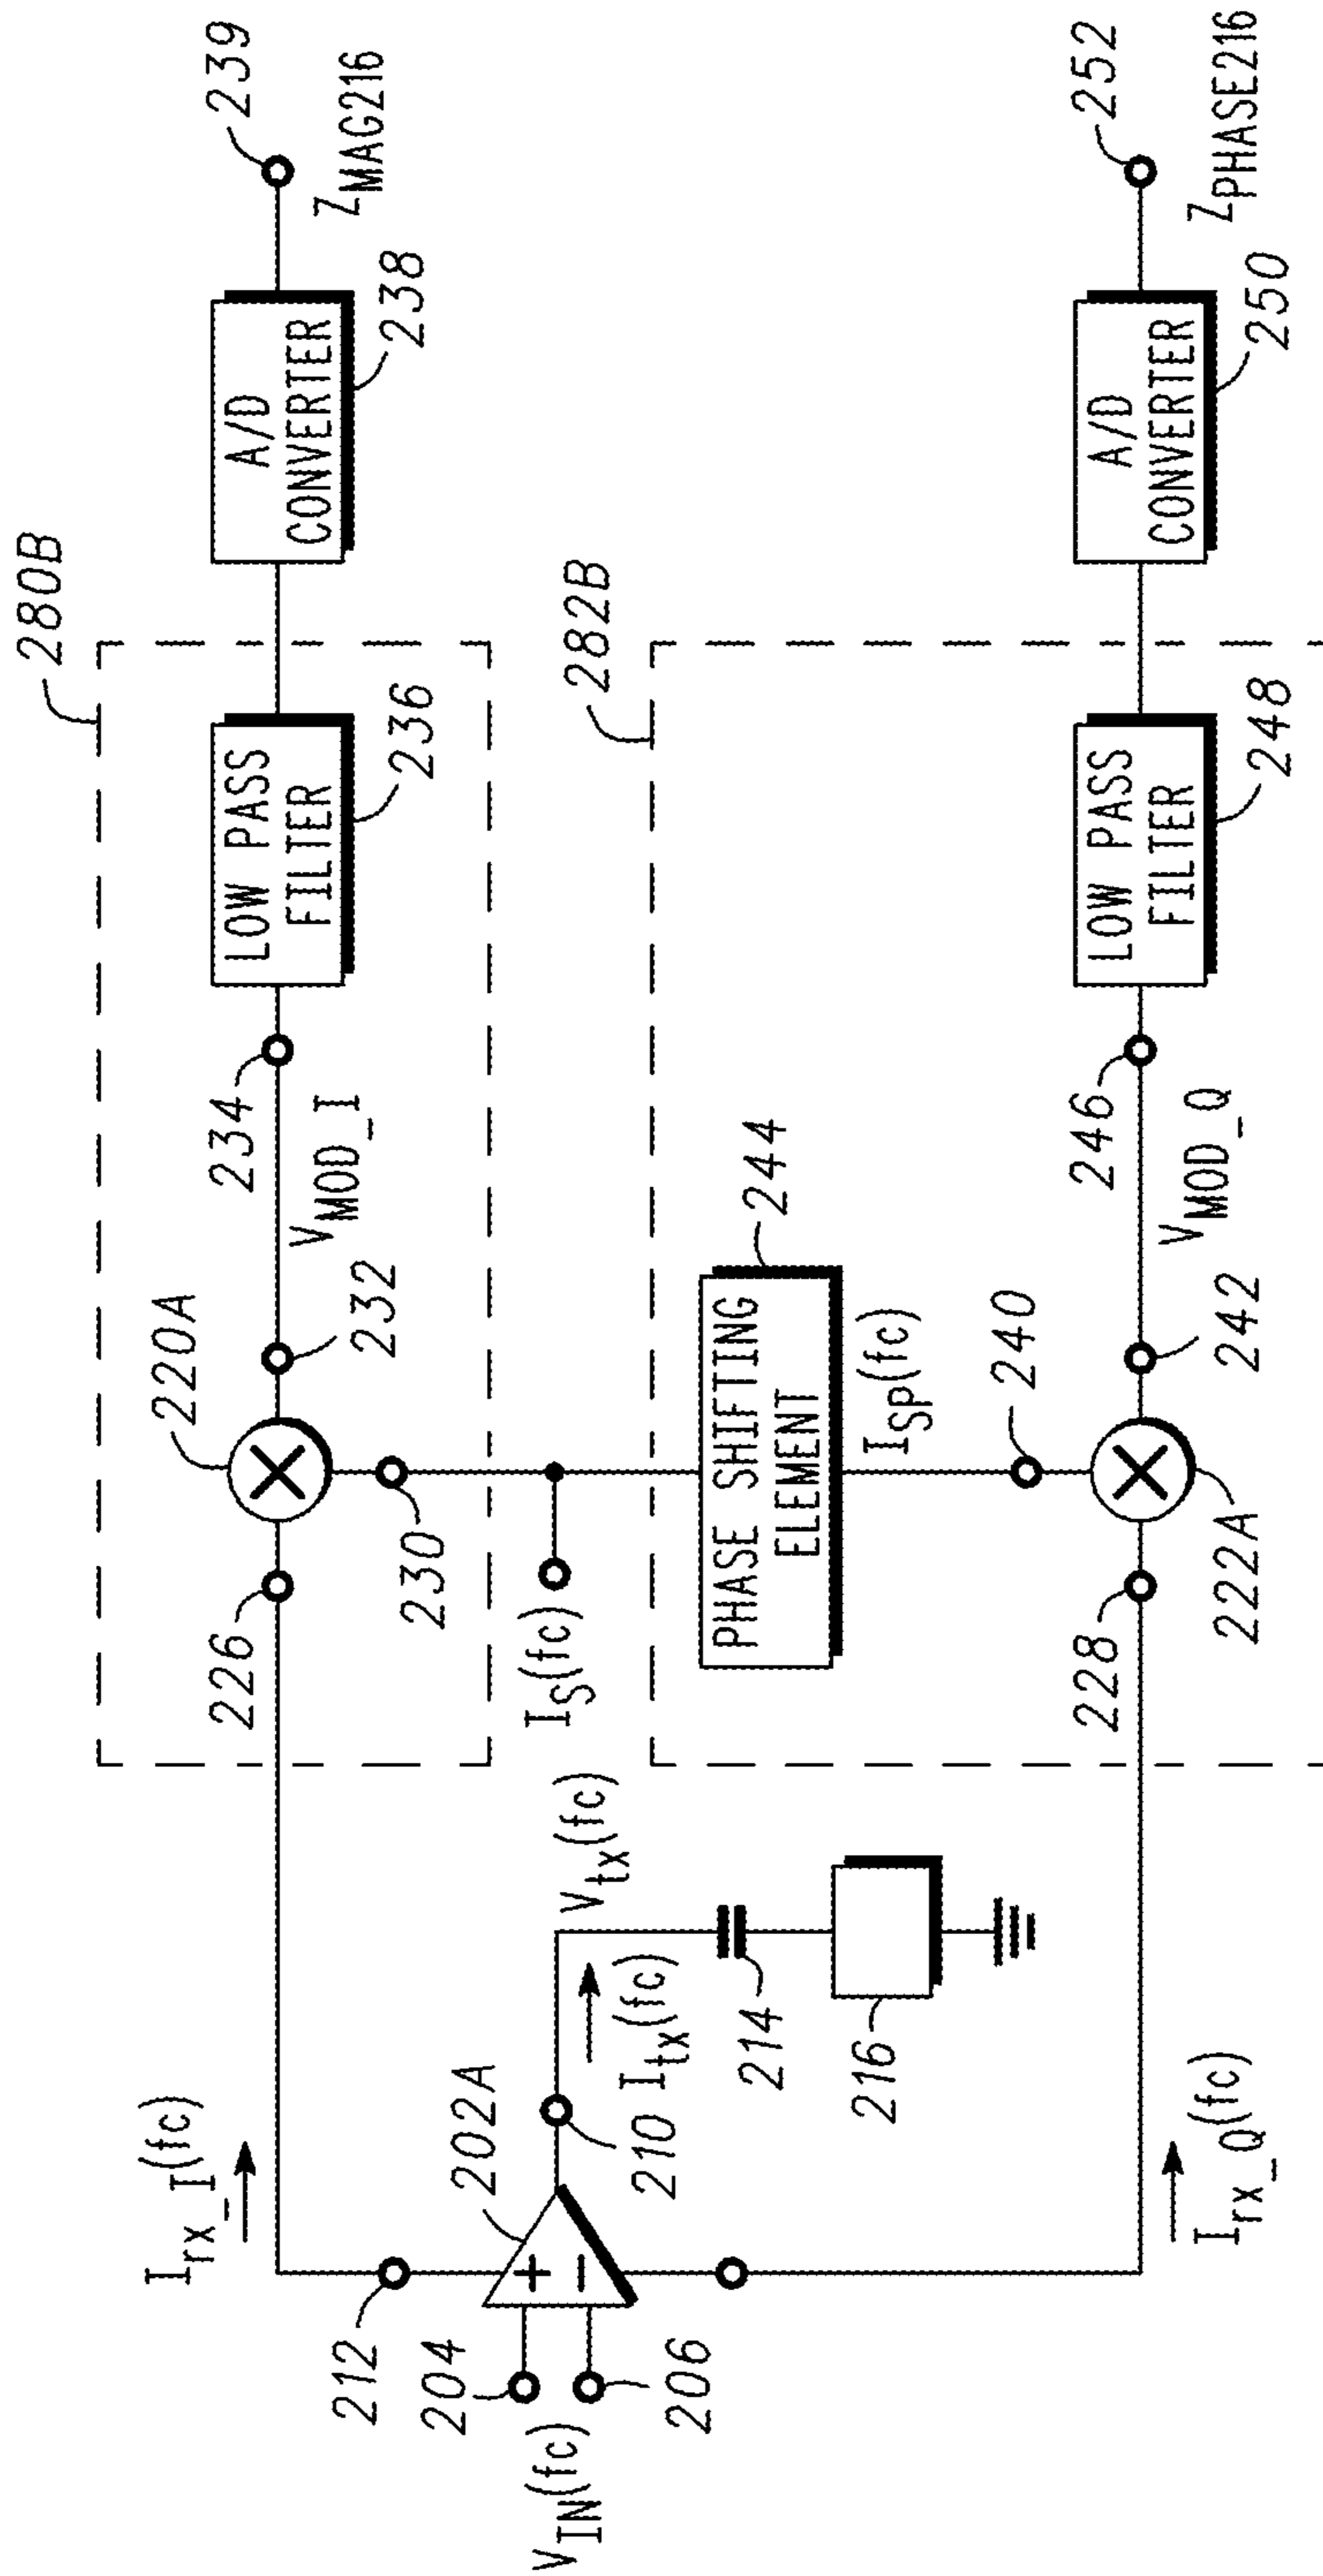 280B
I_rx_I(fc)
226
220A
232
V_MOD_I
234
LOW PASS
FILTER
236
A/D
CONVERTER
238
239
Z_MAG216
212
230
282B
202A
204
V_IN(fc)
206
+
−
210
I_tx(fc)
V_tx(fc)
214
216
I_S(fc)
PHASE SHIFTING
ELEMENT
244
I_SP(fc)
240
I_rx_Q(fc)
228
222A
242
V_MOD_Q
246
LOW PASS
FILTER
248
A/D
CONVERTER
250
252
Z_PHASE216